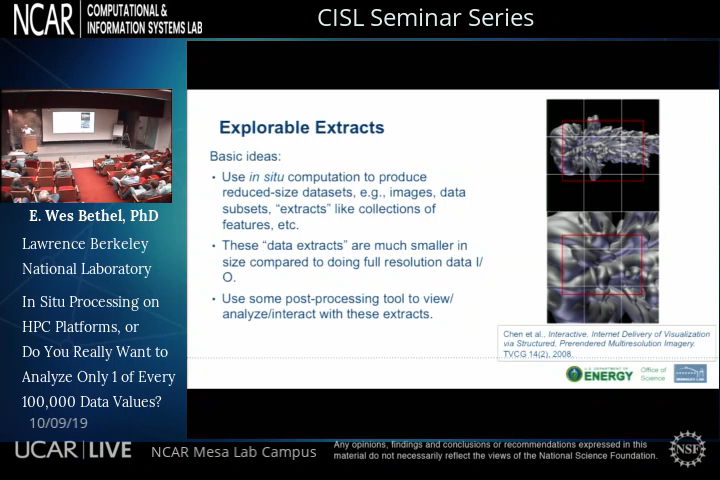 NCAR
COMPUTATIONAL &
INFORMATION SYSTEMS LAB
CISL Seminar Series
E. Wes Bethel, PhD
Lawrence Berkeley
National Laboratory
In Situ Processing on
HPC Platforms, or
Do You Really Want to
Analyze Only 1 of Every
100,000 Data Values?
10/09/19
Explorable Extracts
Basic ideas:
• Use in situ computation to produce
reduced-size datasets, e.g., images, data
subsets, “extracts” like collections of
features, etc.
• These “data extracts” are much smaller in
size compared to doing full resolution data I/
O.
• Use some post-processing tool to view/
analyze/interact with these extracts.
Chen et al., Interactive, Internet Delivery of Visualization
via Structured, Prerendered Multiresolution Imagery.
TVCG 14(2), 2008.
U.S. DEPARTMENT OF
ENERGY
Office of
Science
UCAR | LIVE
NCAR Mesa Lab Campus
Any opinions, findings and conclusions or recommendations expressed in this
material do not necessarily reflect the views of the National Science Foundation.
NSF